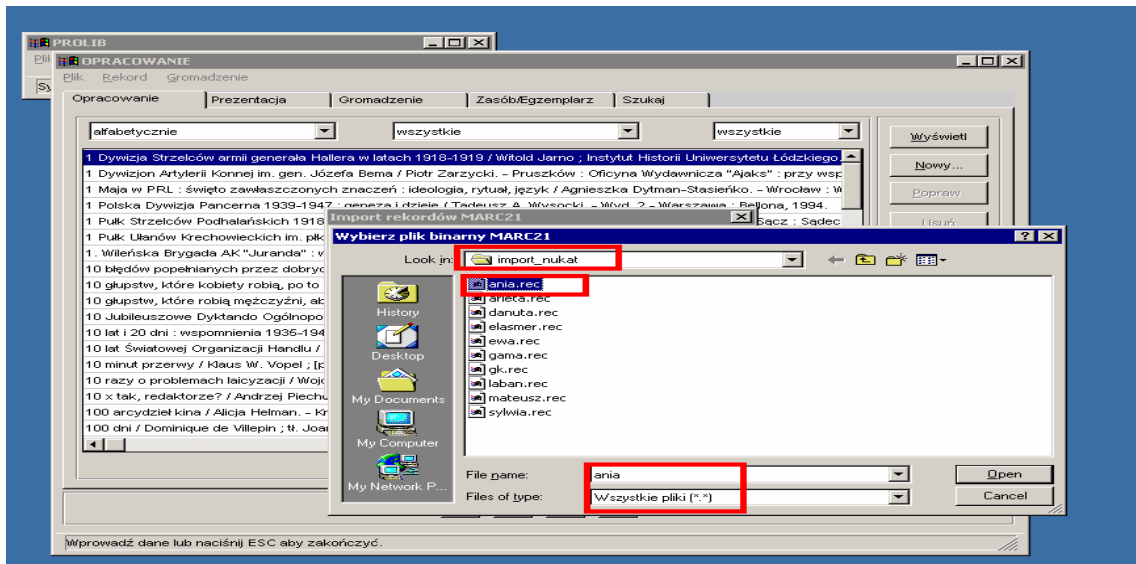 PROLIB
OPRACOWANIE
Plik Rekord Gromadzenie
Opracowanie Prezentacja Gromadzenie Zasób/Egzemplarz Szukaj
alfabetycznie wszystkie wszystkie
Wyświetl
Nowy...
Popraw
Usuń
1 Dywizja Strzelców armii generała Hallera w latach 1918-1919 / Witold Jarno ; Instytut Historii Uniwersytetu Łódzkiego.
1 Dywizjon Artylerii Konnej im. gen. Józefa Bema / Piotr Zarzycki. – Pruszków : Oficyna Wydawnicza "Ajaks" : przy wsp
1 Maja w PRL : święto zawłaszczonych znaczeń : ideologia, rytuał, język / Agnieszka Dytman-Stasieńko. – Wrocław : W
1 Polska Dywizja Pancerna 1939-1947 : geneza i dzieje / Tadeusz A. Wysocki. – Wyd. 2 – Warszawa : Bellona, 1994.
1 Pułk Strzelców Podhalańskich 1918 Sącz : Sądec
1 Pułk Ułanów Krechowieckich im. płk
1. Wileńska Brygada AK "Juranda" : w
10 błędów popełnianych przez dobryc
10 głupstw, które kobiety robią, po to
10 głupstw, które robią mężczyźni, ab
10 Jubileuszowe Dyktando Ogólnopo
10 lat i 20 dni : wspomnienia 1935-194
10 lat Światowej Organizacji Handlu /
10 minut przerwy / Klaus W. Vopel ; [p
10 razy o problemach laicyzacji / Wojc
10 x tak, redaktorze? / Andrzej Piechu
100 arcydzieł kina / Alicja Helman. – Kr
100 dni / Dominique de Villepin ; tł. Joar
Import rekordów MARC21
Wybierz plik binarny MARC21
Look in: import_nukat
History
Desktop
My Documents
My Computer
My Network P...
ania.rec
arleta.rec
danuta.rec
elasmer.rec
ewa.rec
gama.rec
gk.rec
laban.rec
mateusz.rec
sylwia.rec
File name: ania Open
Files of type: Wszystkie pliki (*.*) Cancel
Wprowadź dane lub naciśnij ESC aby zakończyć.